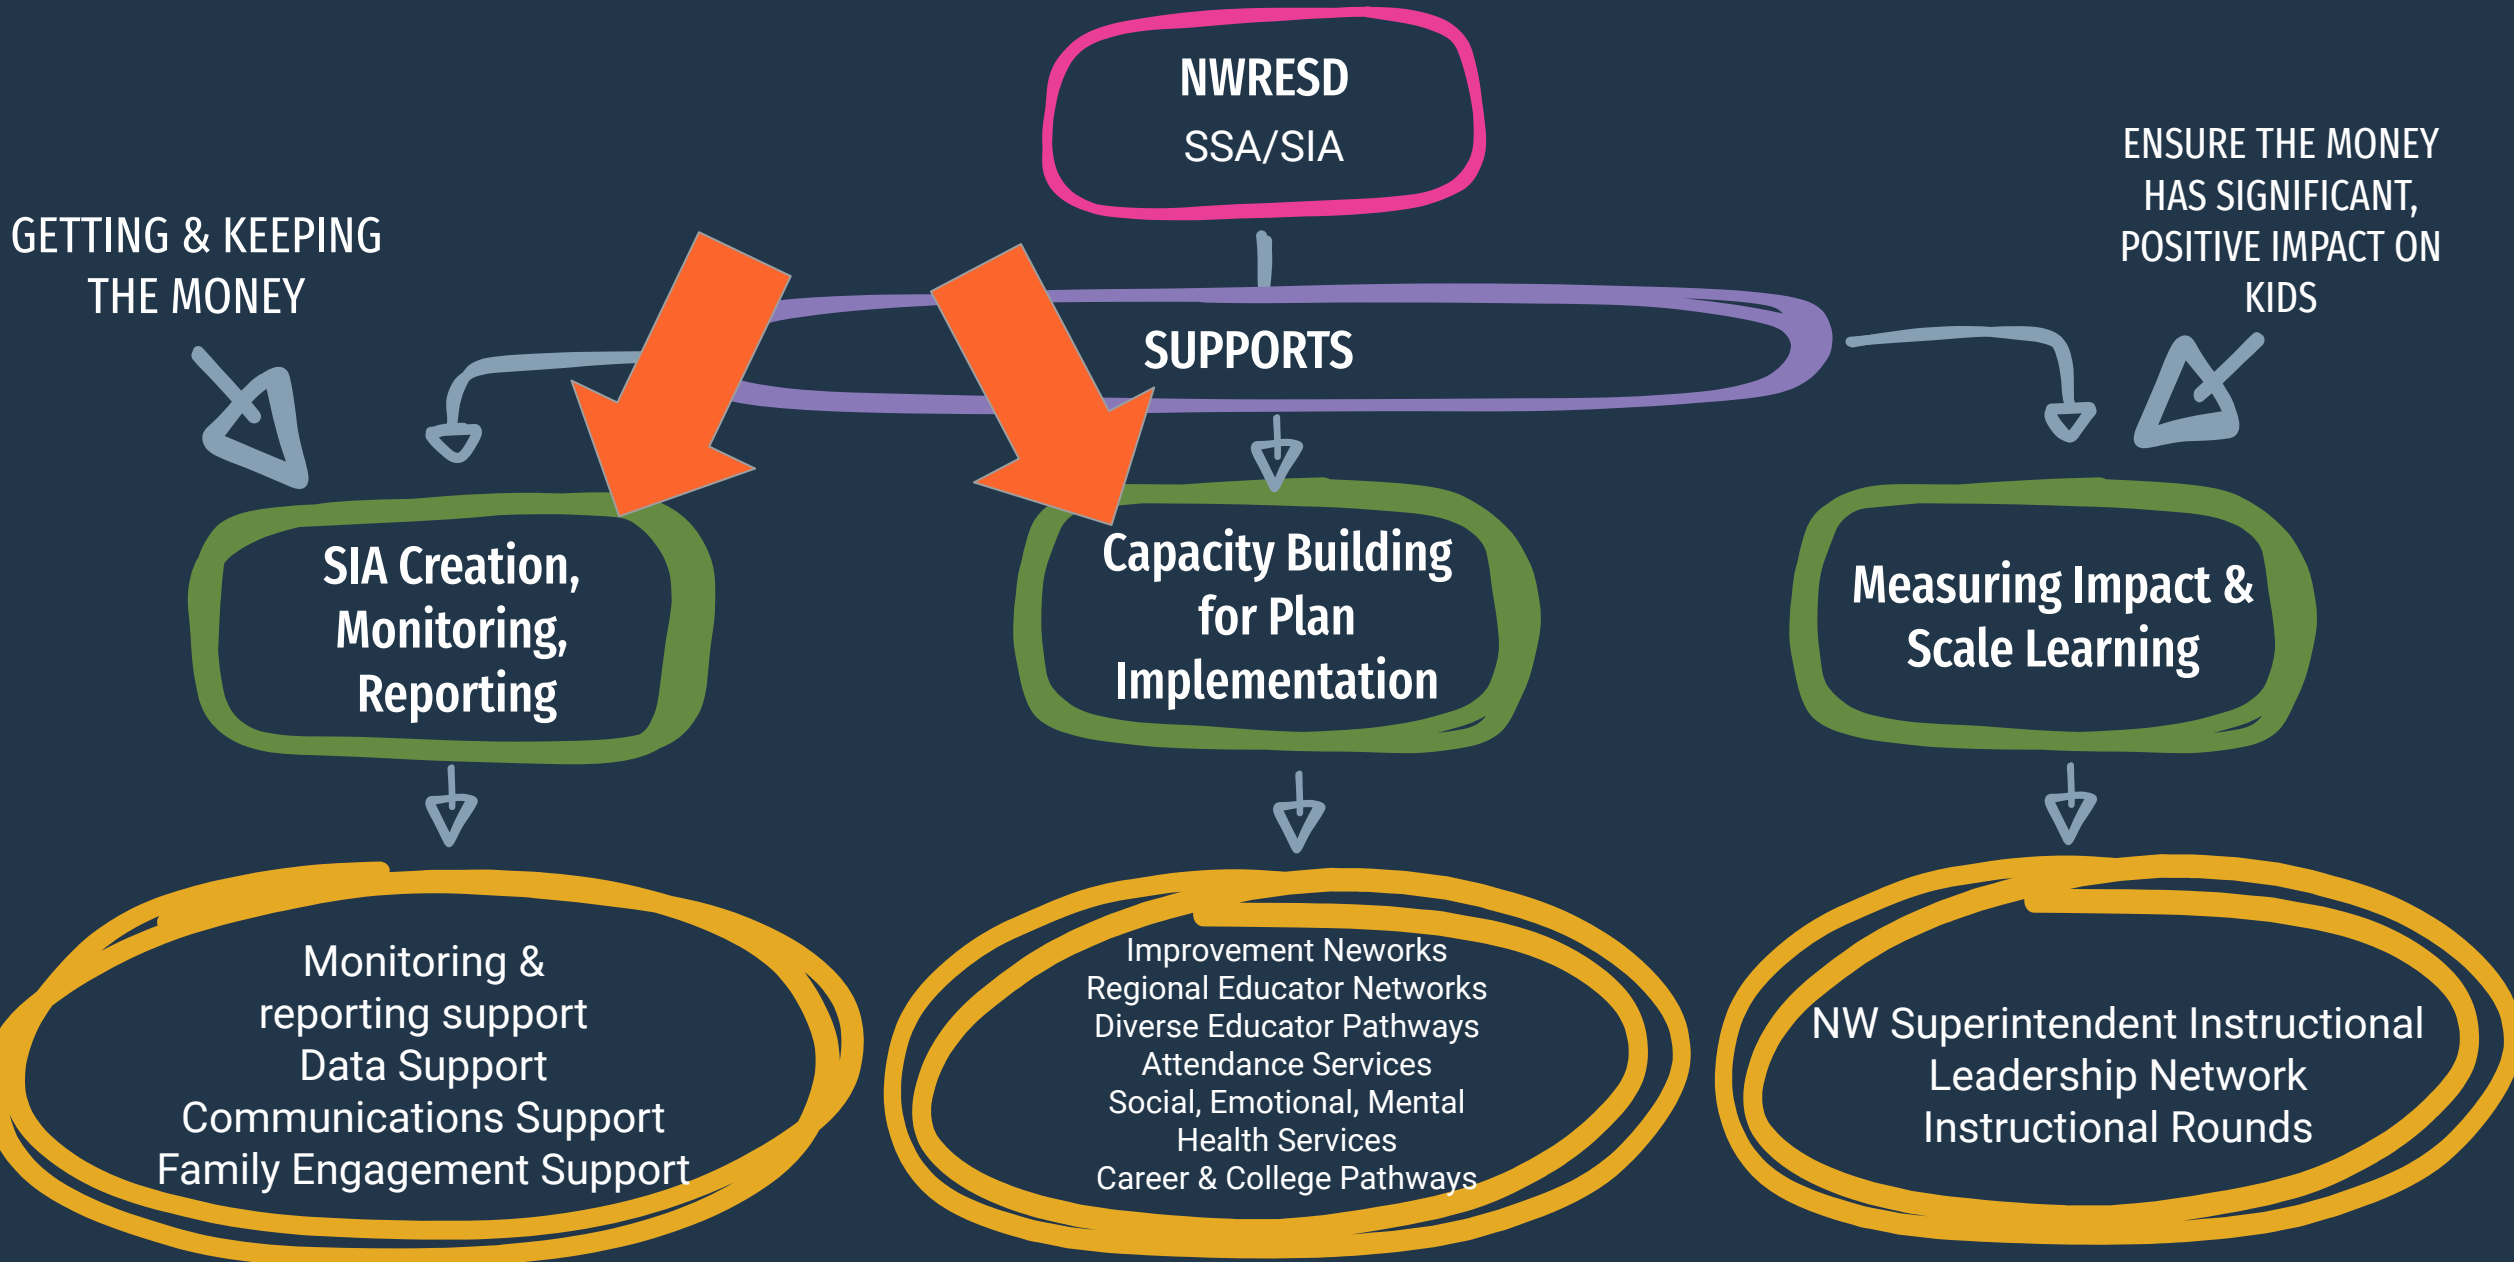 NWRESD
SSA/SIA
GETTING & KEEPING
THE MONEY
ENSURE THE MONEY
HAS SIGNIFICANT,
POSITIVE IMPACT ON
KIDS
SUPPORTS
SIA Creation,
Monitoring,
Reporting
Capacity Building
for Plan
Implementation
Measuring Impact &
Scale Learning
Monitoring &
reporting support
Data Support
Communications Support
Family Engagement Support
Improvement Neworks
Regional Educator Networks
Diverse Educator Pathways
Attendance Services
Social, Emotional, Mental
Health Services
Career & College Pathways
NW Superintendent Instructional
Leadership Network
Instructional Rounds